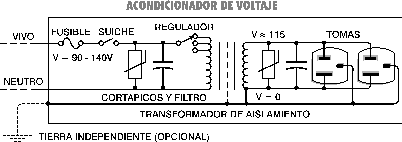 ACONDICIONADOR DE VOLTAJE
FUSIBLE SUICHE REGULADOR
VIVO
V ≈ 115
TOMAS
V ~ 90 - 140V
NEUTRO
V ~ 0
CORTAPICOS Y FILTRO
TRANSFORMADOR DE AISLAMIENTO
TIERRA INDEPENDIENTE (OPCIONAL)